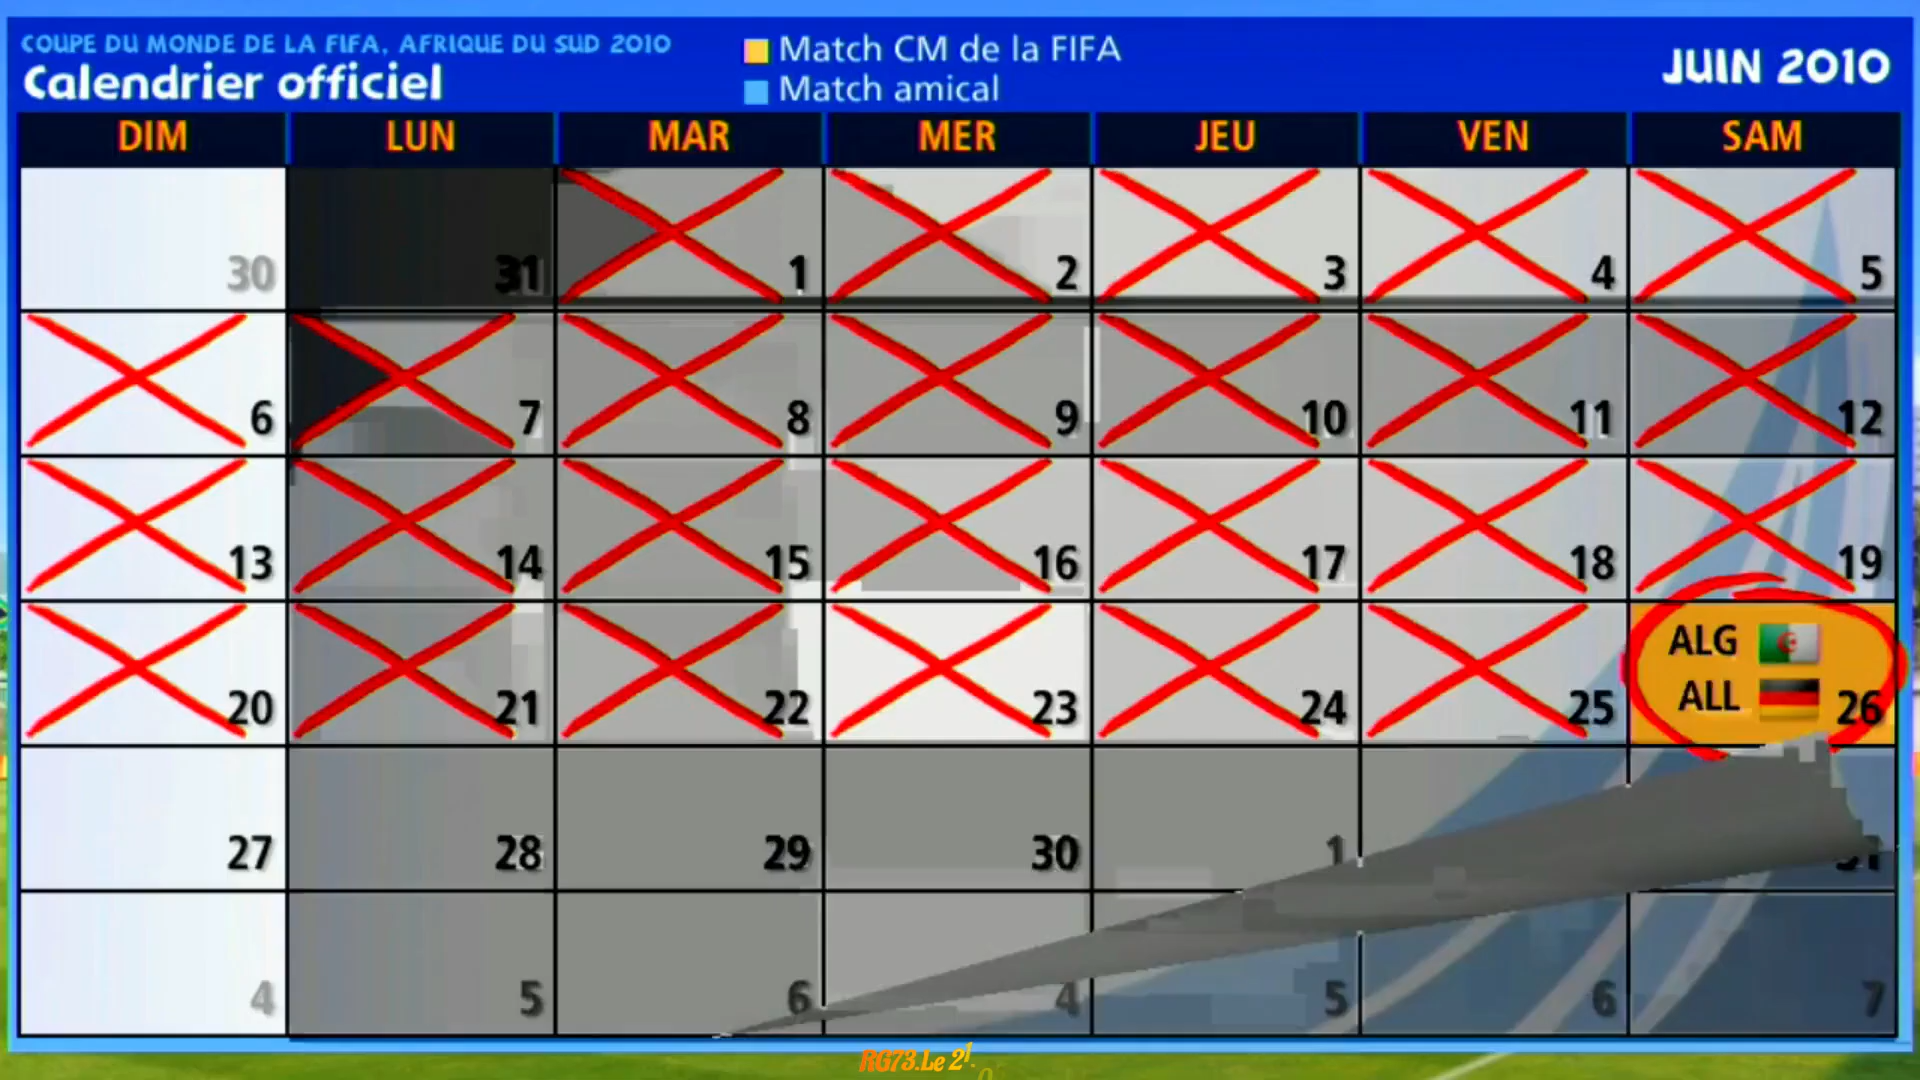 COUPE DU MONDE DE LA FIFA, AFRIQUE DU SUD 2010
Calendrier officiel
Match CM de la FIFA
Match amical
JUIN 2010
DIM LUN MAR MER JEU VEN SAM
30 31 1 2 3 4 5
6 7 8 9 10 11 12
13 14 15 16 17 18 19
ALG
ALL
20 21 22 23 24 25 26
27 28 29 30 1 31
4 5 6 4 5 6 7
RG73.Le 21.